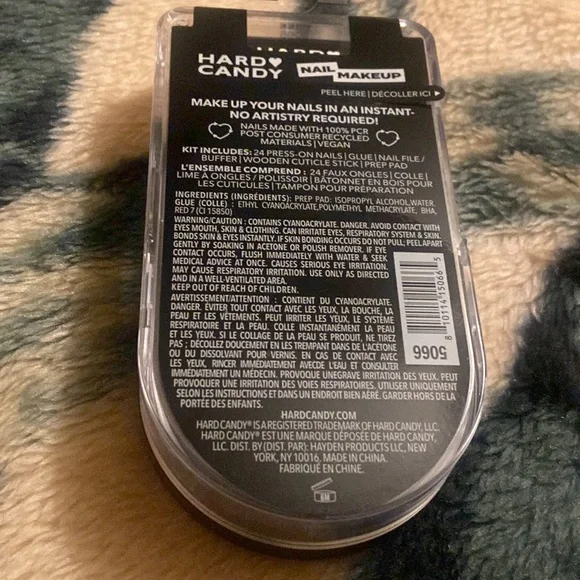 HARD
HARD♥
CANDY
NAIL MAKEUP
PEEL HERE | DÉCOLLER ICI
MAKE UP YOUR NAILS IN AN INSTANT-
NO ARTISTRY REQUIRED!
NAILS MADE WITH 100% PCR
POST CONSUMER RECYCLED
MATERIALS | VEGAN
KIT INCLUDES: 24 PRESS-ON NAILS | GLUE | NAIL FILE/
BUFFER | WOODEN CUTICLE STICK | PREP PAD
L'ENSEMBLE COMPREND : 24 FAUX ONGLES | COLLE |
LIME À ONGLES / POLISSOIR | BÂTONNET EN BOIS POUR
LES CUTICULES | TAMPON POUR PRÉPARATION
INGREDIENTS (INGRÉDIENTS): PREP PAD: ISOPROPYL ALCOHOL, WATER.
GLUE (COLLE) : ETHYL CYANOACRYLATE, POLYMETHYL METHACRYLATE, BHA,
RED 7 (CI 15850)
WARNING/CAUTION : CONTAINS CYANOACRYLATE. DANGER. AVOID CONTACT WITH
EYES MOUTH, SKIN & CLOTHING. CAN IRRITATE EYES, RESPIRATORY SYSTEM & SKIN.
BONDS SKIN & EYES INSTANTLY. IF SKIN BONDING OCCURS DO NOT PULL; PEEL APART
GENTLY BY SOAKING IN ACETONE OR POLISH REMOVER. IF EYE
CONTACT OCCURS, FLUSH IMMEDIATELY WITH WATER & SEEK
MEDICAL ADVICE AT ONCE. CAUSES SERIOUS EYE IRRITATION.
MAY CAUSE RESPIRATORY IRRITATION. USE ONLY AS DIRECTED
AND IN A WELL-VENTILATED AREA.
KEEP OUT OF REACH OF CHILDREN.
AVERTISSEMENT/ATTENTION : CONTIENT DU CYANOACRYLATE.
DANGER. ÉVITER TOUT CONTACT AVEC LES YEUX, LA BOUCHE, LA
PEAU ET LES VÊTEMENTS. PEUT IRRITER LES YEUX, LE SYSTÈME
RESPIRATOIRE ET LA PEAU. COLLE INSTANTANÉMENT LA PEAU
ET LES YEUX. SI LE COLLAGE DE LA PEAU SE PRODUIT, NE TIREZ
PAS ; DÉCOLLEZ DOUCEMENT EN LES TREMPANT DANS DE L'ACÉTONE
OU DU DISSOLVANT POUR VERNIS. EN CAS DE CONTACT AVEC
LES YEUX, RINCER IMMÉDIATEMENT AVECDE L'EAU ET CONSULTER
IMMÉDIATEMENT UN MÉDECIN. PROVOQUE UNEGRAVE IRRITATION DES YEUX. PEUT
PROVOQUER UNE IRRITATION DES VOIES RESPIRATOIRES. UTILISER UNIQUEMENT
SELON LES INSTRUCTIONS ET DANS UN ENDROIT BIEN AÉRÉ. GARDER HORS DE LA
PORTÉE DES ENFANTS.
8 10114 15066 5
5066
HARDCANDY.COM
HARD CANDY® IS A REGISTERED TRADEMARK OF HARD CANDY, LLC.
HARD CANDY® EST UNE MARQUE DÉPOSÉE DE HARD CANDY,
LLC. DIST. BY (DIST. PAR): HAYDEN PRODUCTS LLC, NEW
YORK, NY 10016. MADE IN CHINA.
FABRIQUÉ EN CHINE.
6M